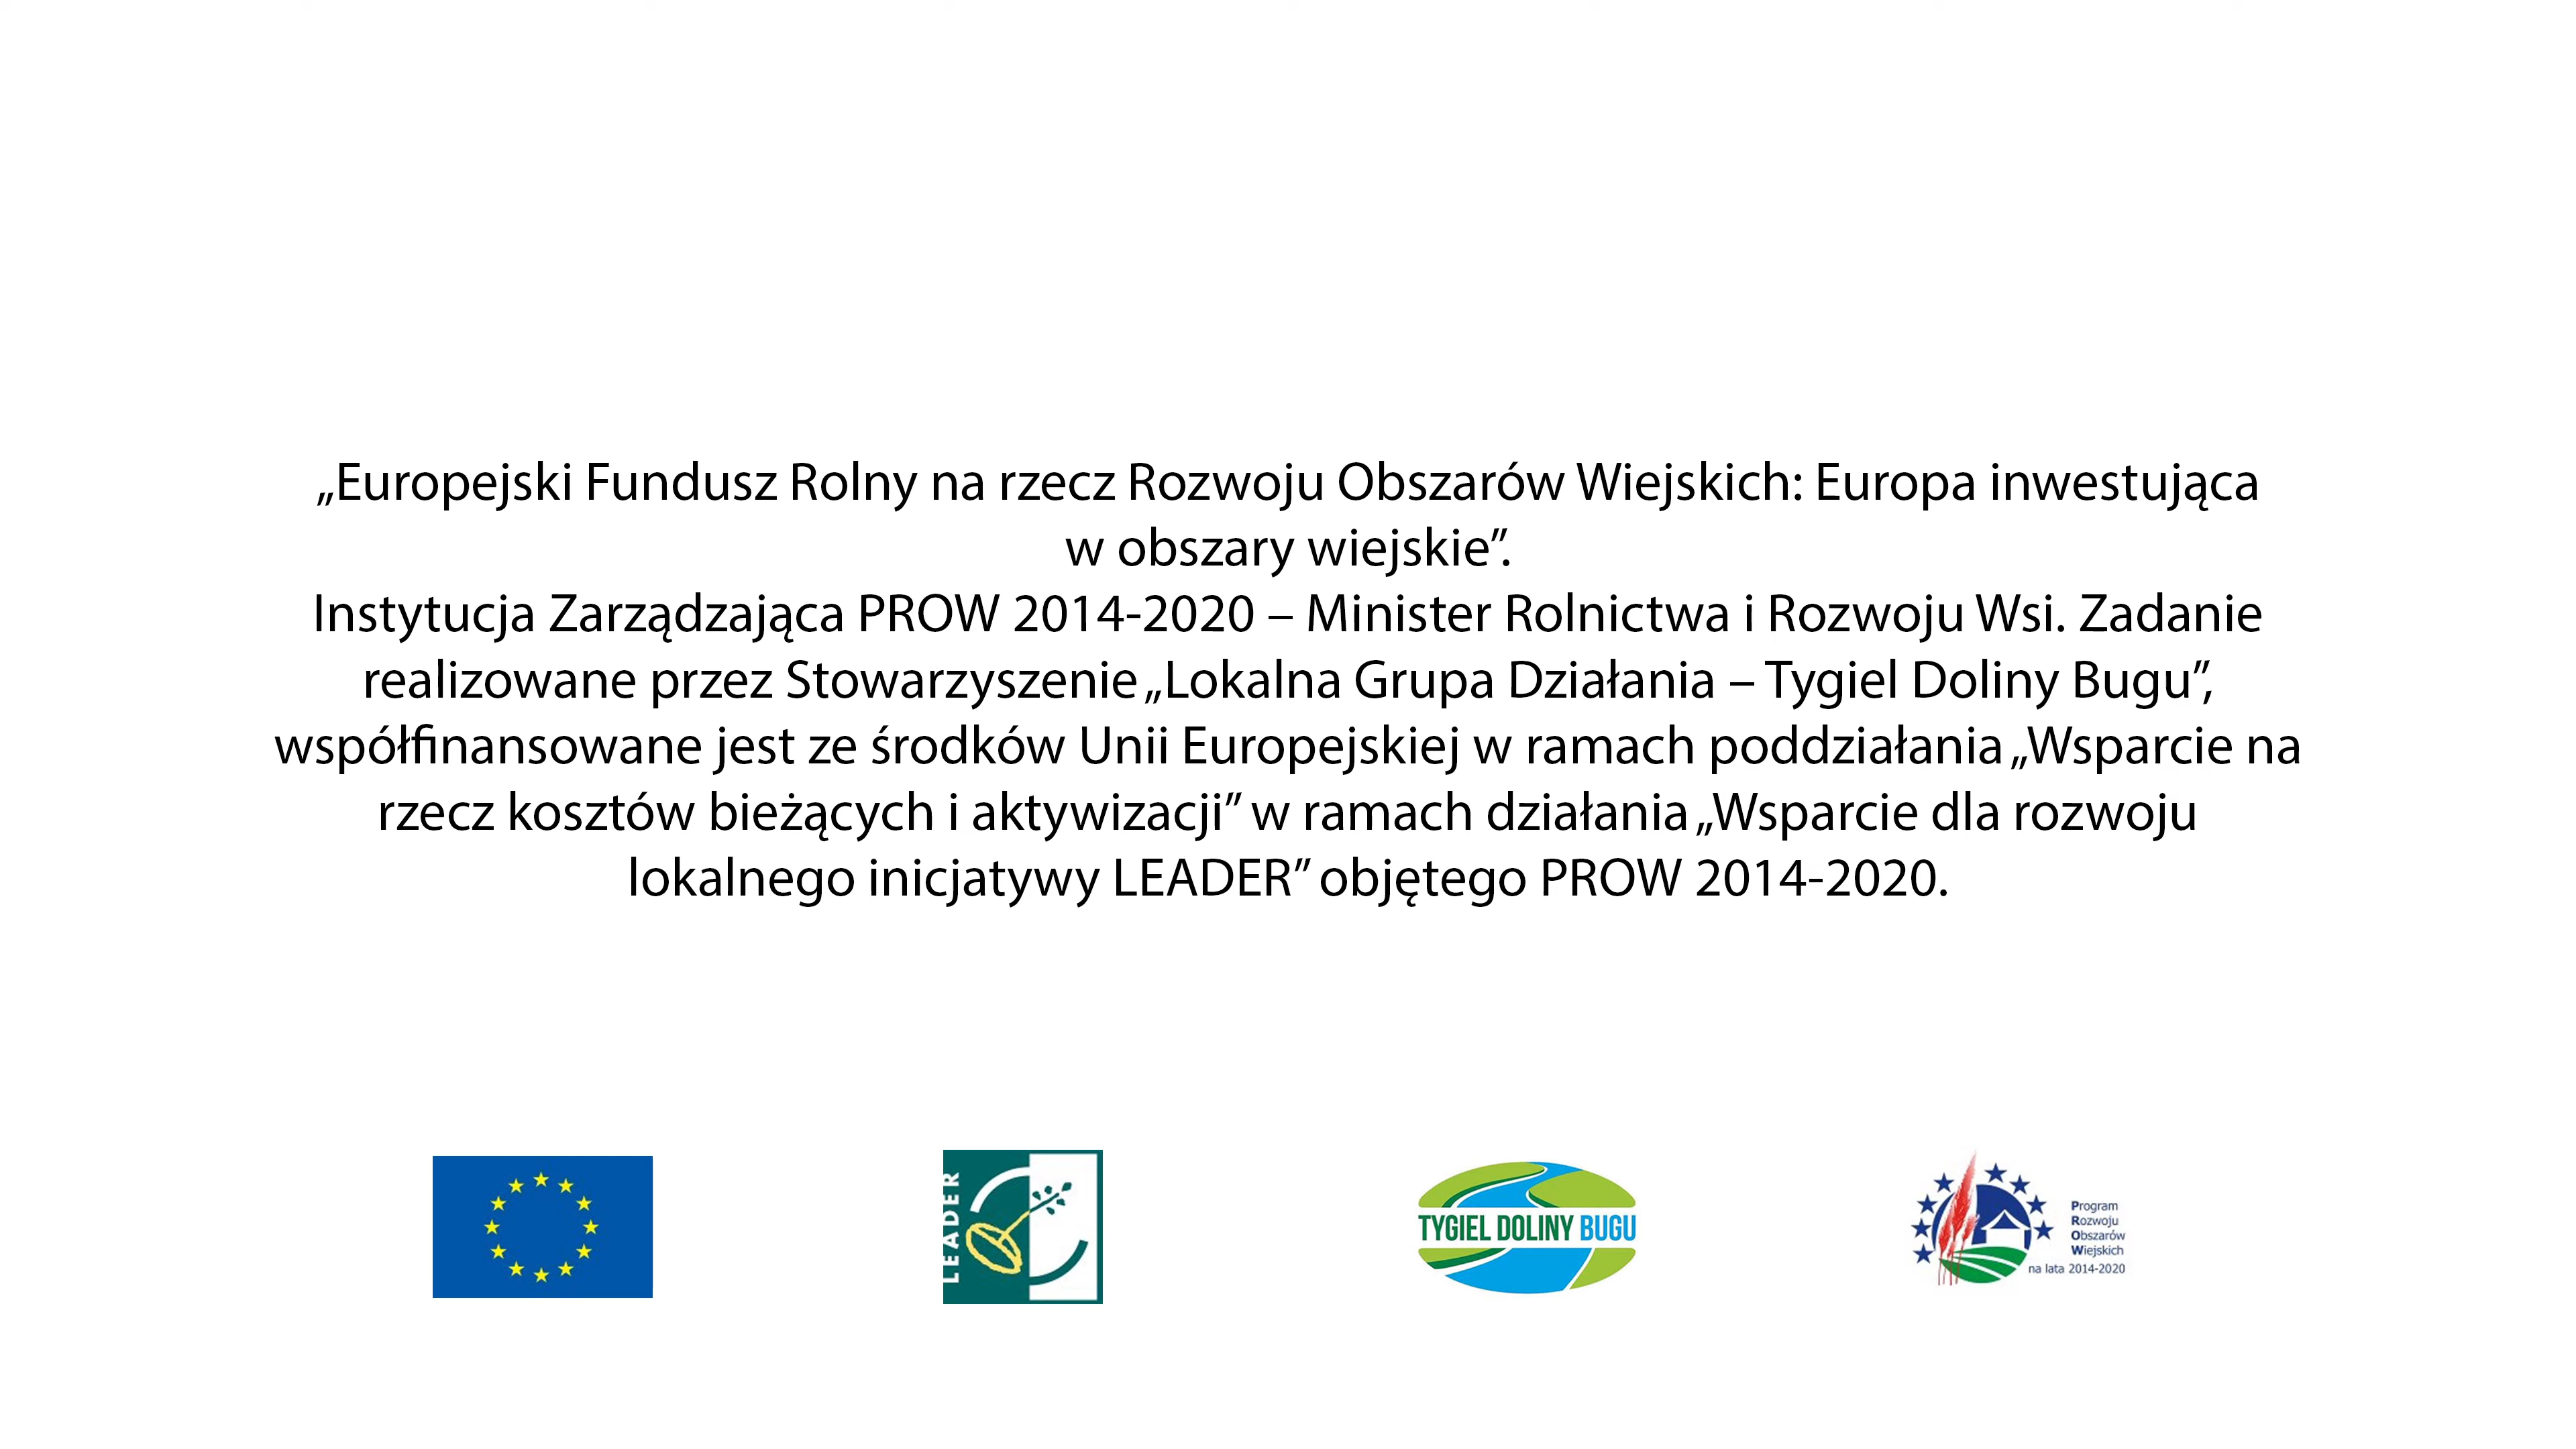 „Europejski Fundusz Rolny na rzecz Rozwoju Obszarów Wiejskich: Europa inwestująca
w obszary wiejskie”.
Instytucja Zarządzająca PROW 2014-2020 – Minister Rolnictwa i Rozwoju Wsi. Zadanie
realizowane przez Stowarzyszenie „Lokalna Grupa Działania – Tygiel Doliny Bugu”,
współfinansowane jest ze środków Unii Europejskiej w ramach poddziałania „Wsparcie na
rzecz kosztów bieżących i aktywizacji” w ramach działania „Wsparcie dla rozwoju
lokalnego inicjatywy LEADER” objętego PROW 2014-2020.
LEADER
TYGIEL DOLINY BUGU
Program
Rozwoju
Obszarów
Wiejskich
na lata 2014-2020